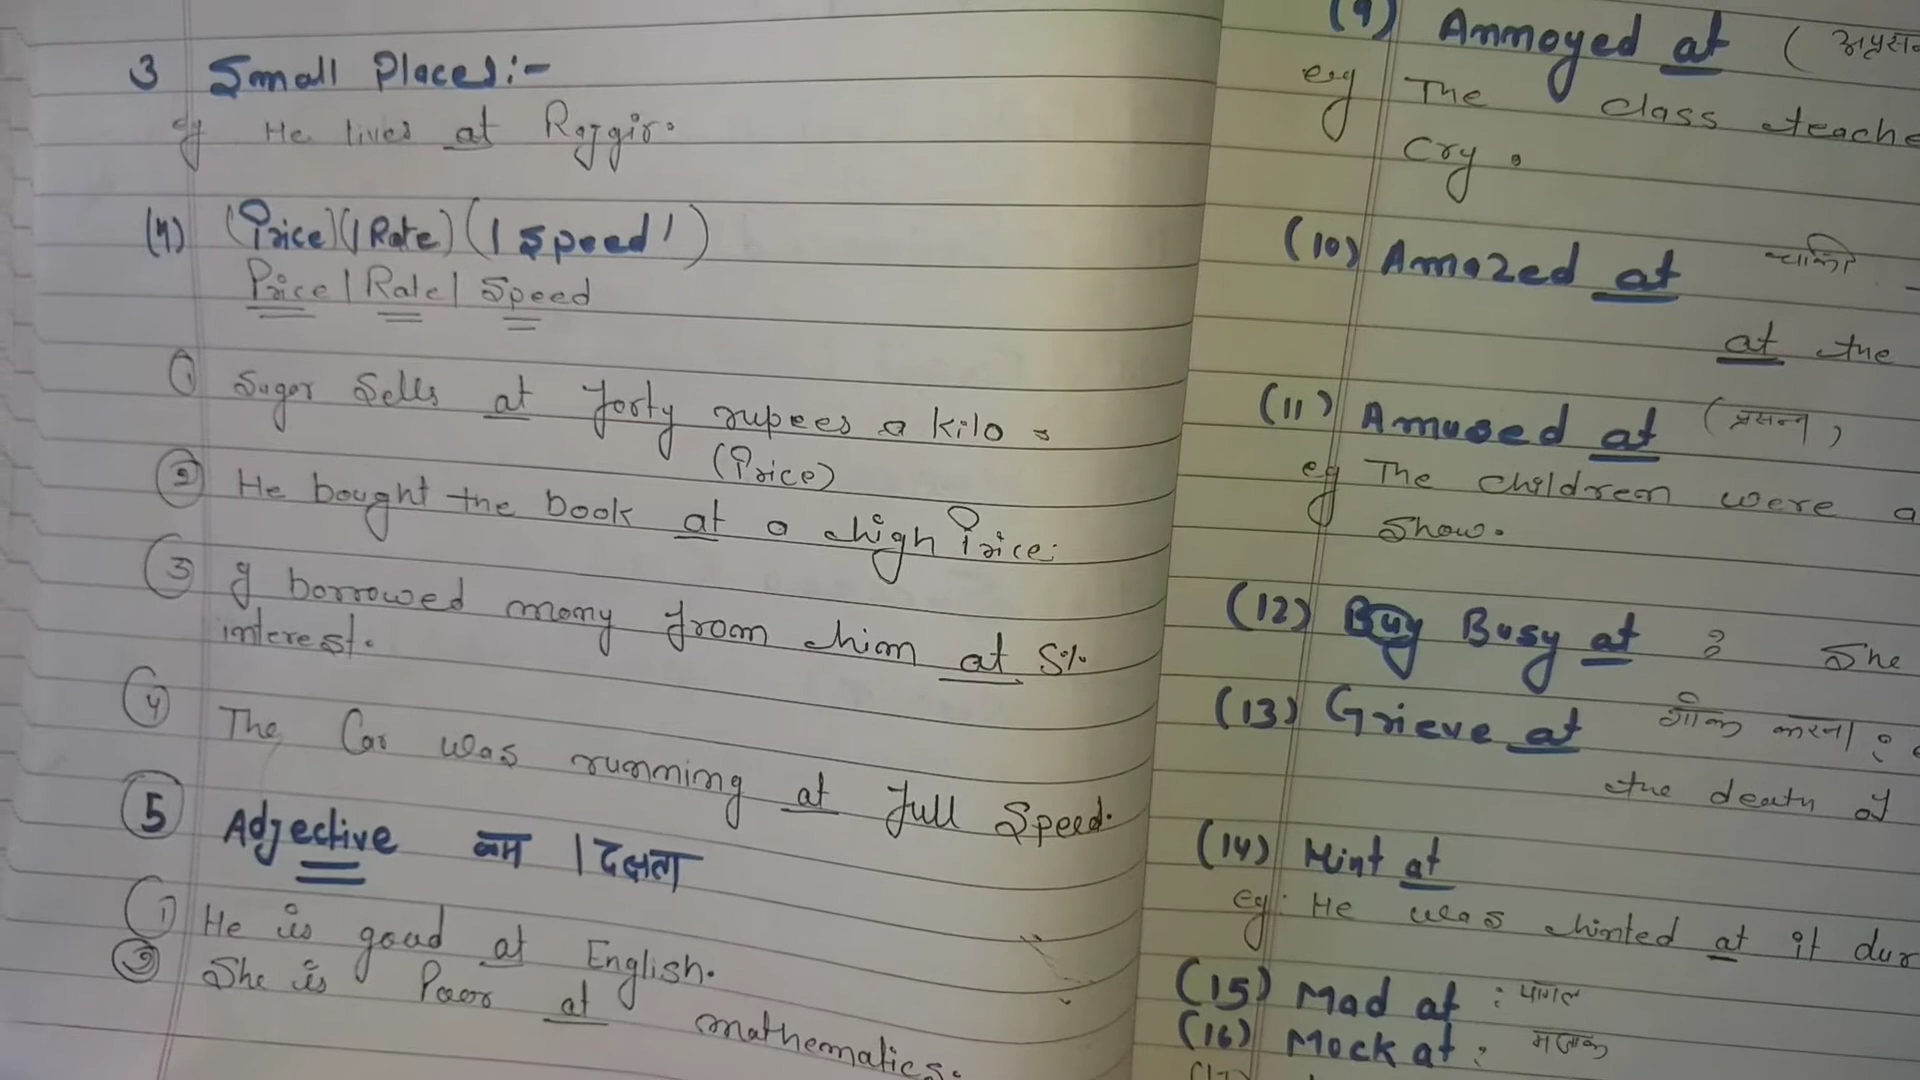 3 Small Places:-
eg He lives at Rajgir.
(4) (Price) (Rate) ('Speed')
Price | Rate | Speed
① Sugar Sells at forty rupees a kilo.
(Price)
② He bought the book at a high Price.
③ I borrowed mony from him at 5%
interest.
④ The Car was running at full Speed.
⑤ Adjective कम / दक्षता
① He is good at English.
② She is Poor at mathematics.
(9) Annoyed at (
eg The class teache
Cry.
(10) Amazed at
at the
(11) Amused at (प्रसन्न)
eg The children were a
Show.
(12) Busy at : She
(13) Grieve at शोक करना :
the death of
(14) Hint at
eg: He was hinted at it dur
(15) Mad at : पागल
(16) Mock at : मजाक